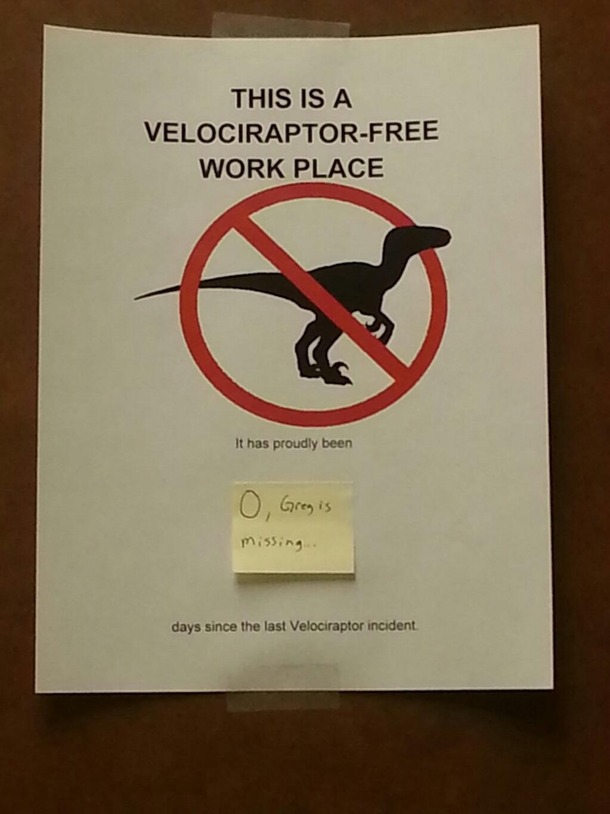 THIS IS A
VELOCIRAPTOR-FREE
WORK PLACE
It has proudly been
0, Greg is
missing...
days since the last Velociraptor incident.